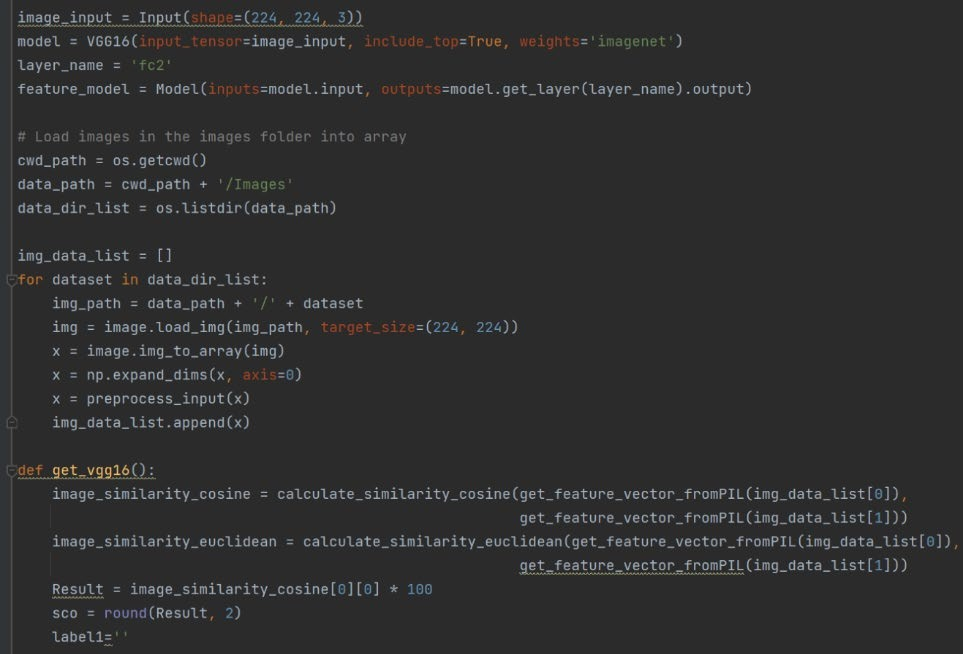 image_input = Input(shape=(224, 224, 3))
model = VGG16(input_tensor=image_input, include_top=True, weights='imagenet')
layer_name = 'fc2'
feature_model = Model(inputs=model.input, outputs=model.get_layer(layer_name).output)
# Load images in the images folder into array
cwd_path = os.getcwd()
data_path = cwd_path + '/Images'
data_dir_list = os.listdir(data_path)
img_data_list = []
for dataset in data_dir_list:
    img_path = data_path + '/' + dataset
    img = image.load_img(img_path, target_size=(224, 224))
    x = image.img_to_array(img)
    x = np.expand_dims(x, axis=0)
    x = preprocess_input(x)
    img_data_list.append(x)
def get_vgg16():
    image_similarity_cosine = calculate_similarity_cosine(get_feature_vector_fromPIL(img_data_list[0]),
                                                          get_feature_vector_fromPIL(img_data_list[1]))
    image_similarity_euclidean = calculate_similarity_euclidean(get_feature_vector_fromPIL(img_data_list[0]),
                                                          get_feature_vector_fromPIL(img_data_list[1]))
    Result = image_similarity_cosine[0][0] * 100
    sco = round(Result, 2)
    label1=''